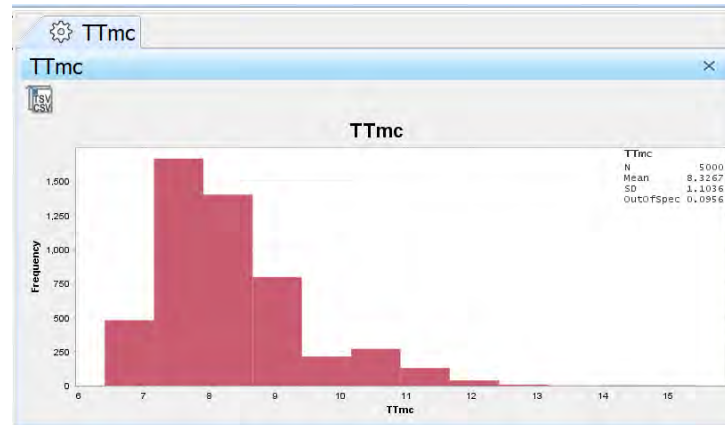 TTmc
TTmc
TSV
CSV
TTmc
TTmc
N 5000
Mean 8.3267
SD 1.1036
OutOfSpec 0.0956
Frequency
1,500
1,250
1,000
750
500
250
0
6 7 8 9 10 11 12 13 14 15
TTmc